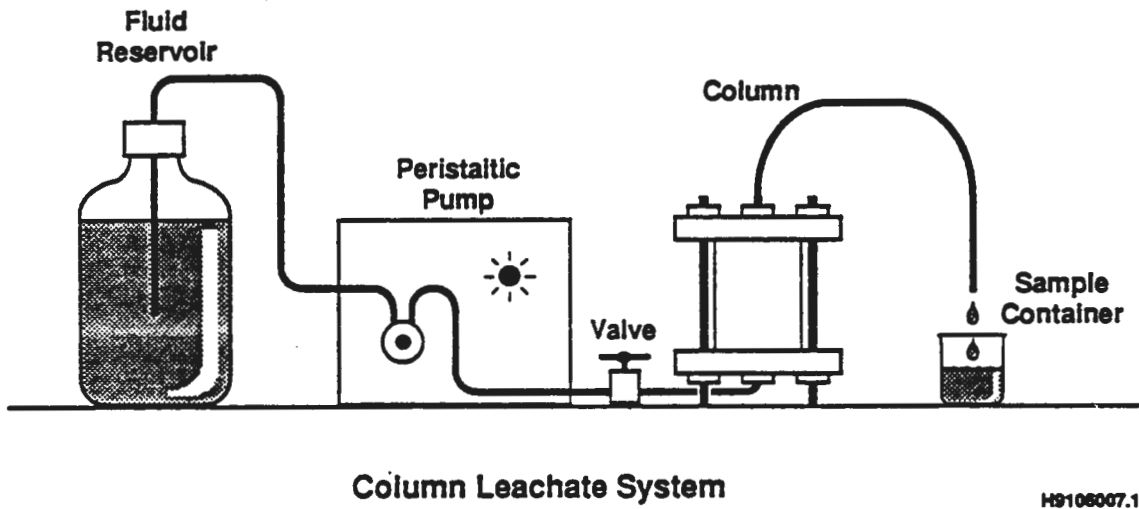 Fluid
Reservoir
Column
Peristaltic
Pump
Valve
Sample
Container
Column Leachate System
H9106007.1